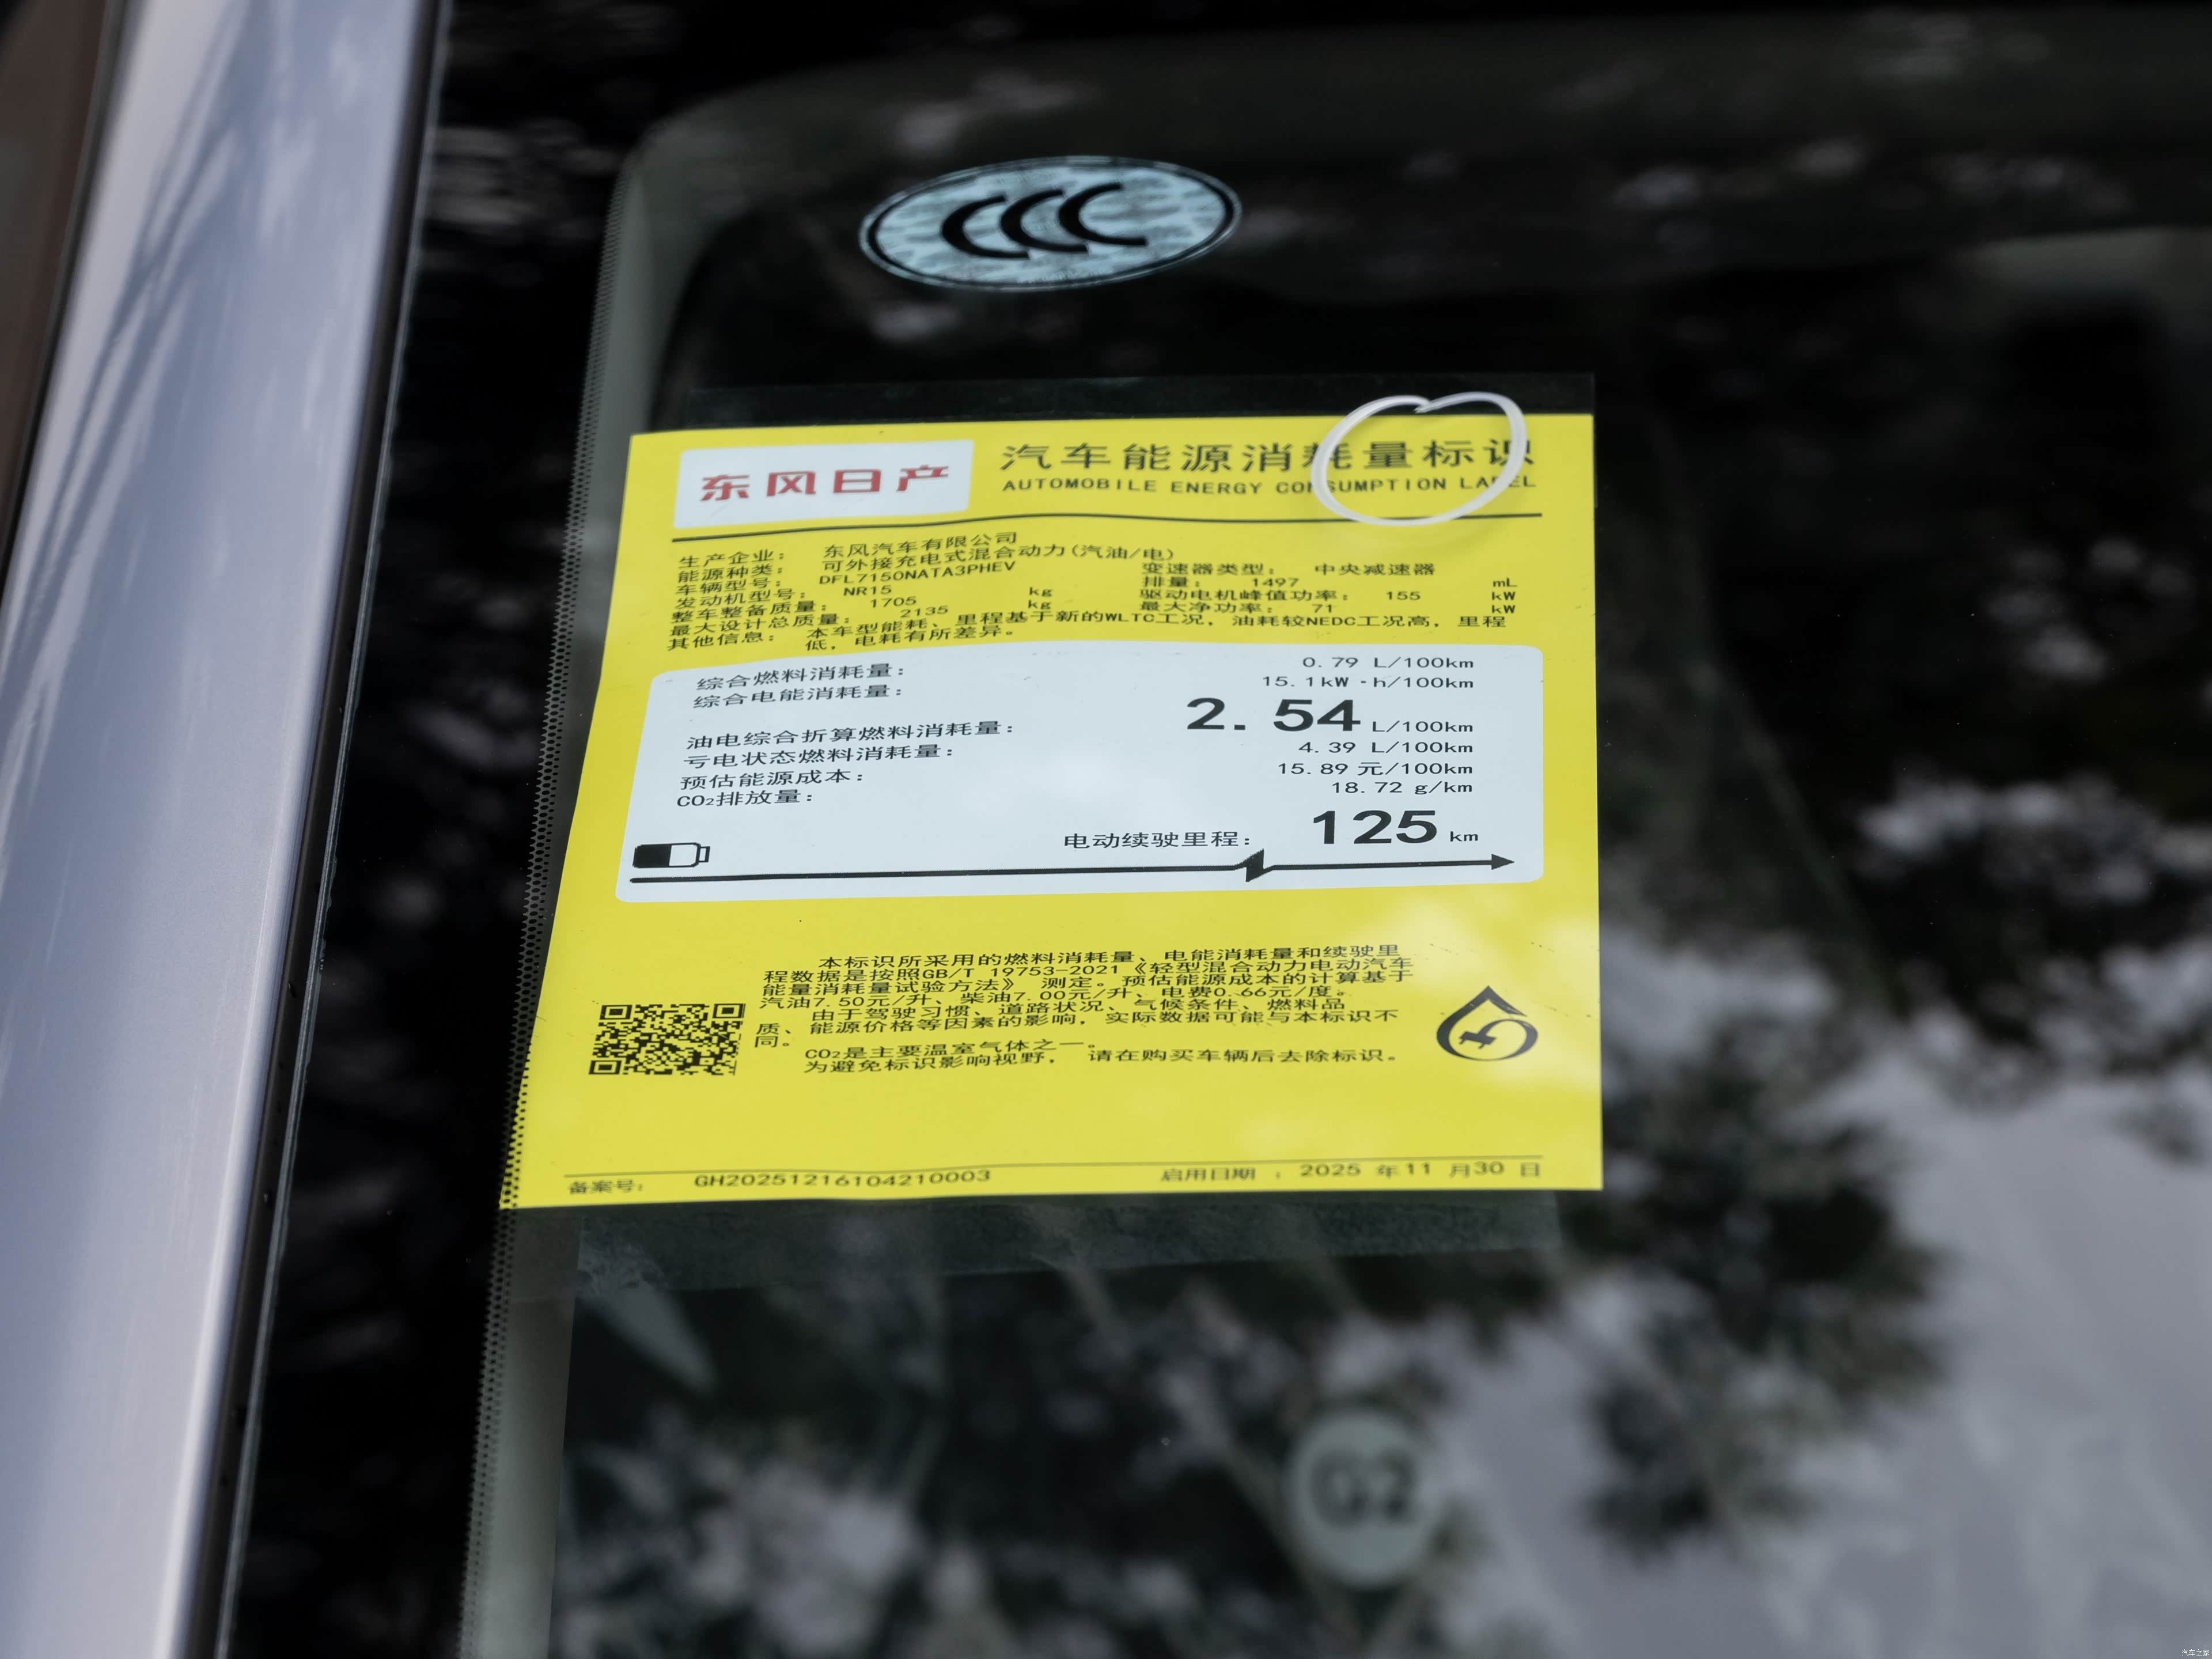 CCC
东风日产
汽车能源消耗量标识
AUTOMOBILE ENERGY CONSUMPTION LABEL
生产企业: 东风汽车有限公司
能源种类: 可外接充电式混合动力(汽油/电)
车辆型号: DFL7150NATA3PHEV 变速器类型: 中央减速器
发动机型号: NR15 排量: 1497 mL
整车整备质量: 1705 kg 驱动电机峰值功率: 155 kW
最大设计总质量: 2135 kg 最大净功率: 71 kW
其他信息: 本车型能耗、里程基于新的WLTC工况,油耗较NEDC工况高,里程
低,电耗有所差异。
综合燃料消耗量: 0.79 L/100km
综合电能消耗量: 15.1kW·h/100km
油电综合折算燃料消耗量: 2.54 L/100km
亏电状态燃料消耗量: 4.39 L/100km
预估能源成本: 15.89 元/100km
CO₂排放量: 18.72 g/km
电动续驶里程: 125 km
本标识所采用的燃料消耗量、电能消耗量和续驶里
程数据是按照GB/T 19753-2021《轻型混合动力电动汽车
能量消耗量试验方法》测定。预估能源成本的计算基于
汽油7.50元/升、柴油7.00元/升、电费0.66元/度。
由于驾驶习惯、道路状况、气候条件、燃料品
质、能源价格等因素的影响,实际数据可能与本标识不
同。
CO₂是主要温室气体之一。
为避免标识影响视野,请在购买车辆后去除标识。
备案号: GH20251216104210003 启用日期: 2025 年11 月30 日
G2
汽车之家